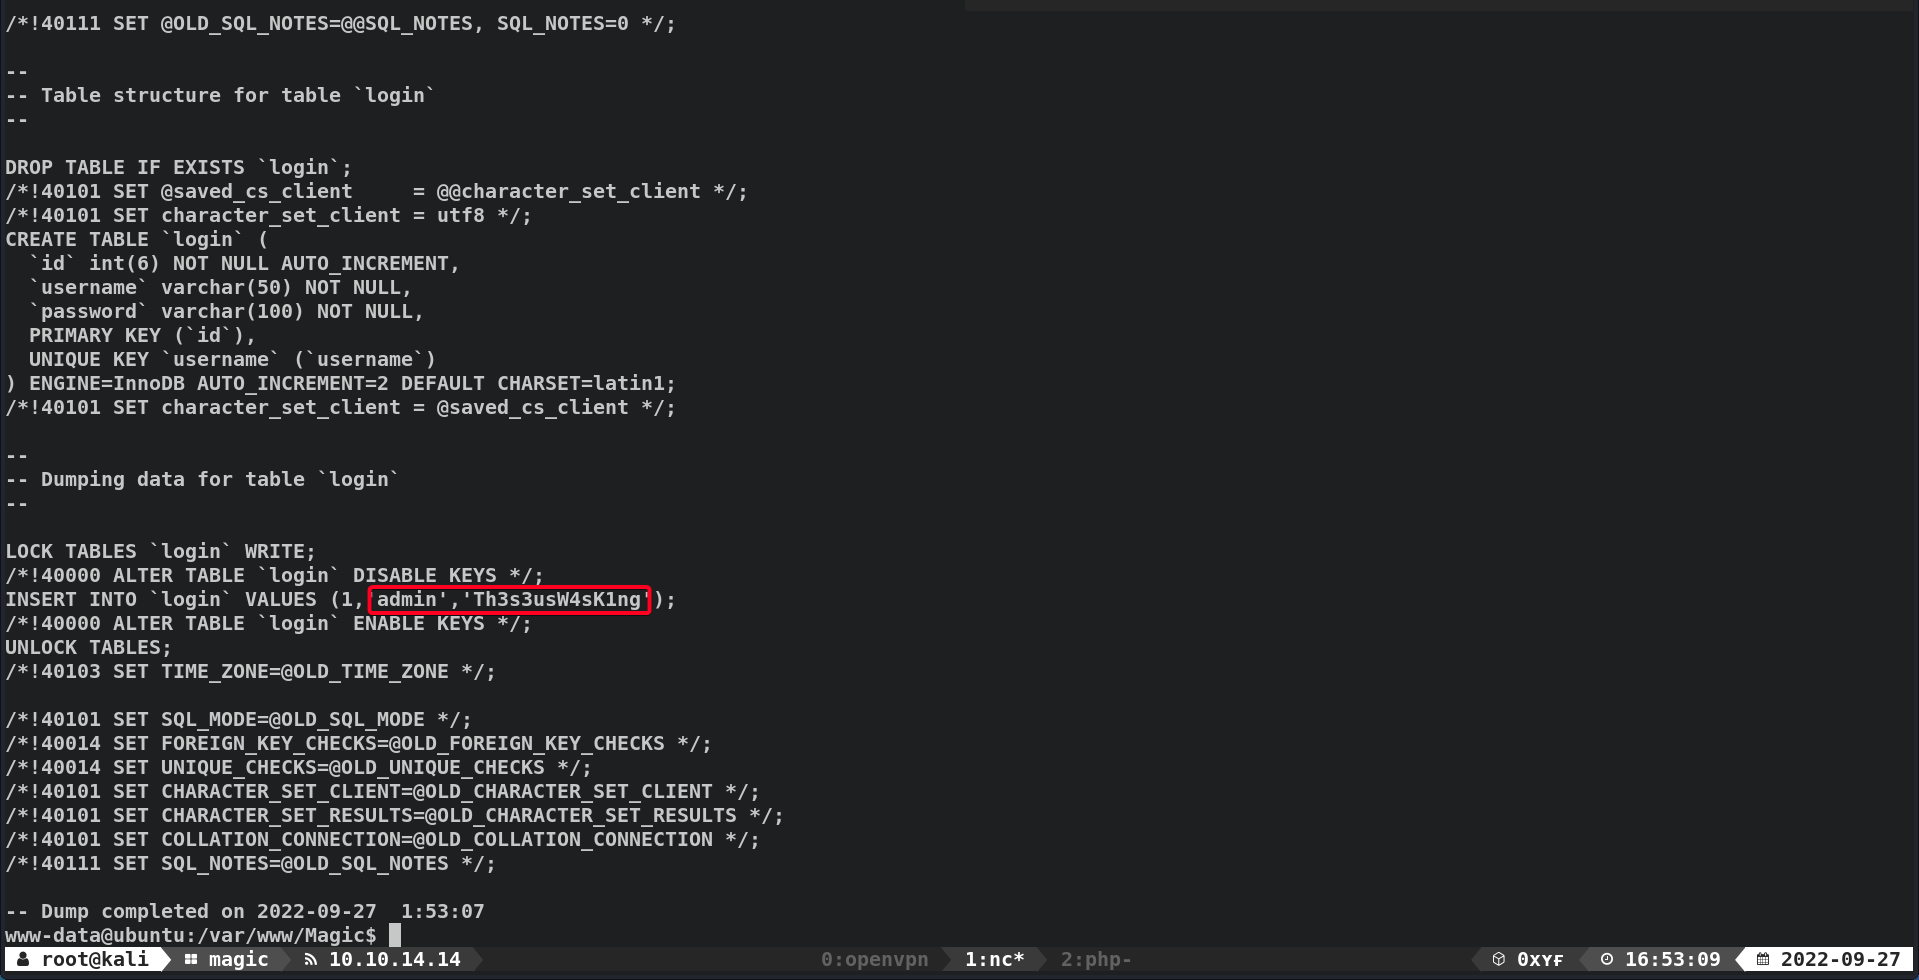 /*!40111 SET @OLD_SQL_NOTES=@@SQL_NOTES, SQL_NOTES=0 */;
--
-- Table structure for table `login`
--
DROP TABLE IF EXISTS `login`;
/*!40101 SET @saved_cs_client     = @@character_set_client */;
/*!40101 SET character_set_client = utf8 */;
CREATE TABLE `login` (
  `id` int(6) NOT NULL AUTO_INCREMENT,
  `username` varchar(50) NOT NULL,
  `password` varchar(100) NOT NULL,
  PRIMARY KEY (`id`),
  UNIQUE KEY `username` (`username`)
) ENGINE=InnoDB AUTO_INCREMENT=2 DEFAULT CHARSET=latin1;
/*!40101 SET character_set_client = @saved_cs_client */;
--
-- Dumping data for table `login`
--
LOCK TABLES `login` WRITE;
/*!40000 ALTER TABLE `login` DISABLE KEYS */;
INSERT INTO `login` VALUES (1,'admin','Th3s3usW4sK1ng');
/*!40000 ALTER TABLE `login` ENABLE KEYS */;
UNLOCK TABLES;
/*!40103 SET TIME_ZONE=@OLD_TIME_ZONE */;
/*!40101 SET SQL_MODE=@OLD_SQL_MODE */;
/*!40014 SET FOREIGN_KEY_CHECKS=@OLD_FOREIGN_KEY_CHECKS */;
/*!40014 SET UNIQUE_CHECKS=@OLD_UNIQUE_CHECKS */;
/*!40101 SET CHARACTER_SET_CLIENT=@OLD_CHARACTER_SET_CLIENT */;
/*!40101 SET CHARACTER_SET_RESULTS=@OLD_CHARACTER_SET_RESULTS */;
/*!40101 SET COLLATION_CONNECTION=@OLD_COLLATION_CONNECTION */;
/*!40111 SET SQL_NOTES=@OLD_SQL_NOTES */;
-- Dump completed on 2022-09-27  1:53:07
www-data@ubuntu:/var/www/Magic$
root@kali magic 10.10.14.14 0:openvpn 1:nc* 2:php- 0xʏғ 16:53:09 2022-09-27